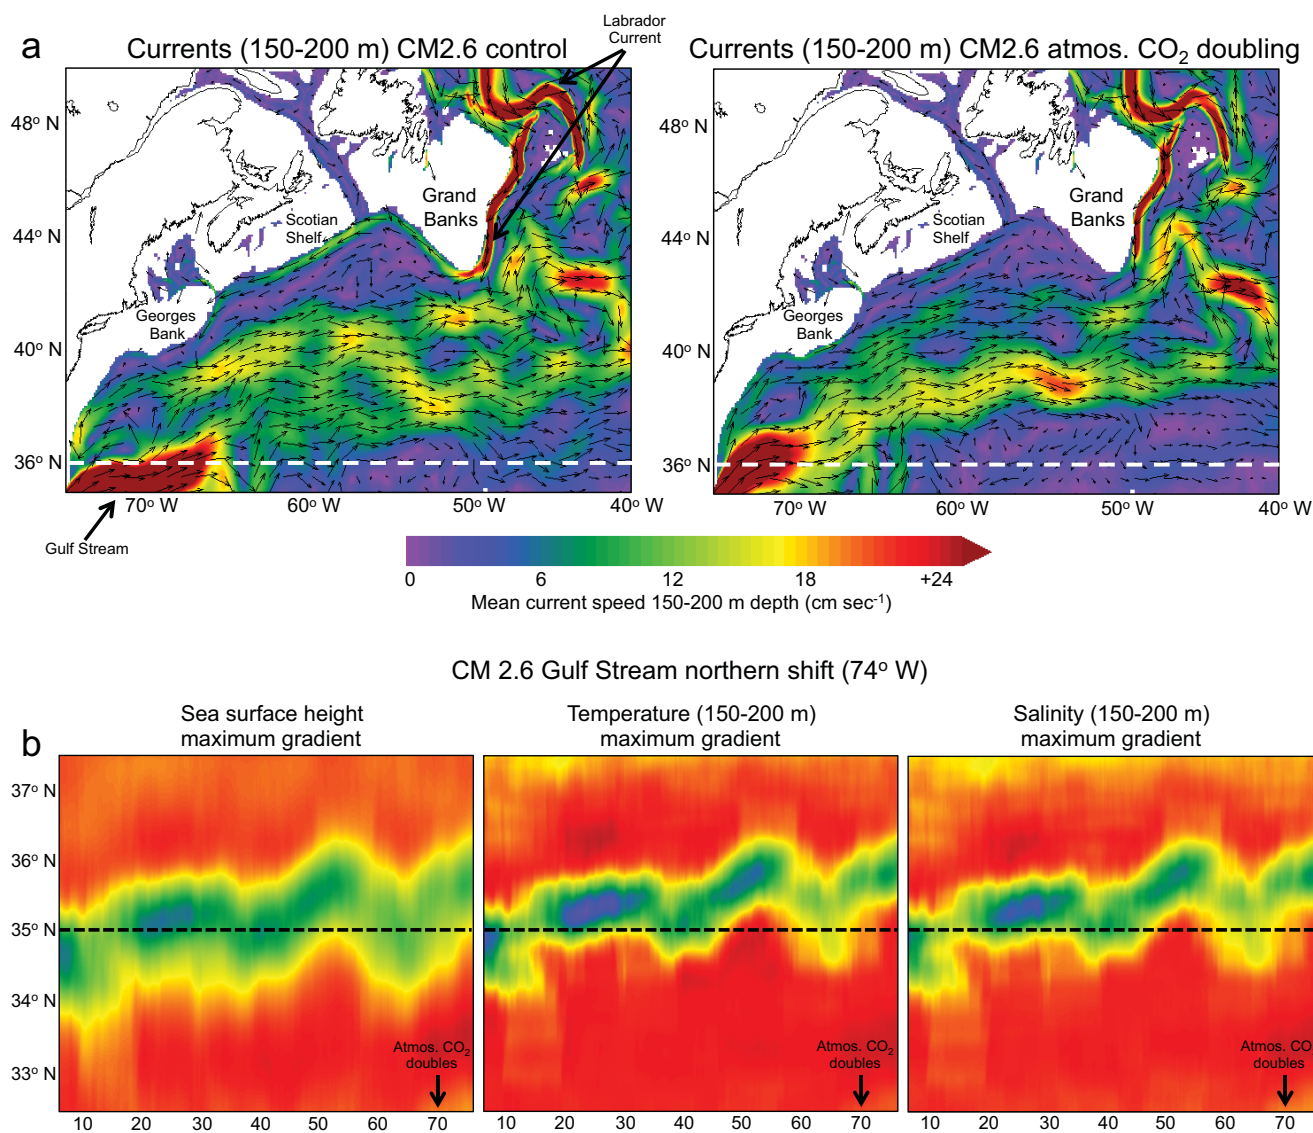 a
Labrador
Current
Currents (150-200 m) CM2.6 control
Currents (150-200 m) CM2.6 atmos. CO₂ doubling
48° N
44° N
40° N
36° N
Grand
Banks
Scotian
Shelf
Georges
Bank
70° W
60° W
50° W
40° W
Gulf Stream
48° N
44° N
40° N
36° N
Grand
Banks
Scotian
Shelf
Georges
Bank
70° W
60° W
50° W
40° W
0 6 12 18 +24
Mean current speed 150-200 m depth (cm sec⁻¹)
CM 2.6 Gulf Stream northern shift (74° W)
b
Sea surface height
maximum gradient
Temperature (150-200 m)
maximum gradient
Salinity (150-200 m)
maximum gradient
37° N
36° N
35° N
34° N
33° N
Atmos. CO₂
doubles
10 20 30 40 50 60 70
Atmos. CO₂
doubles
10 20 30 40 50 60 70
Atmos. CO
doubles
10 20 30 40 50 60 70